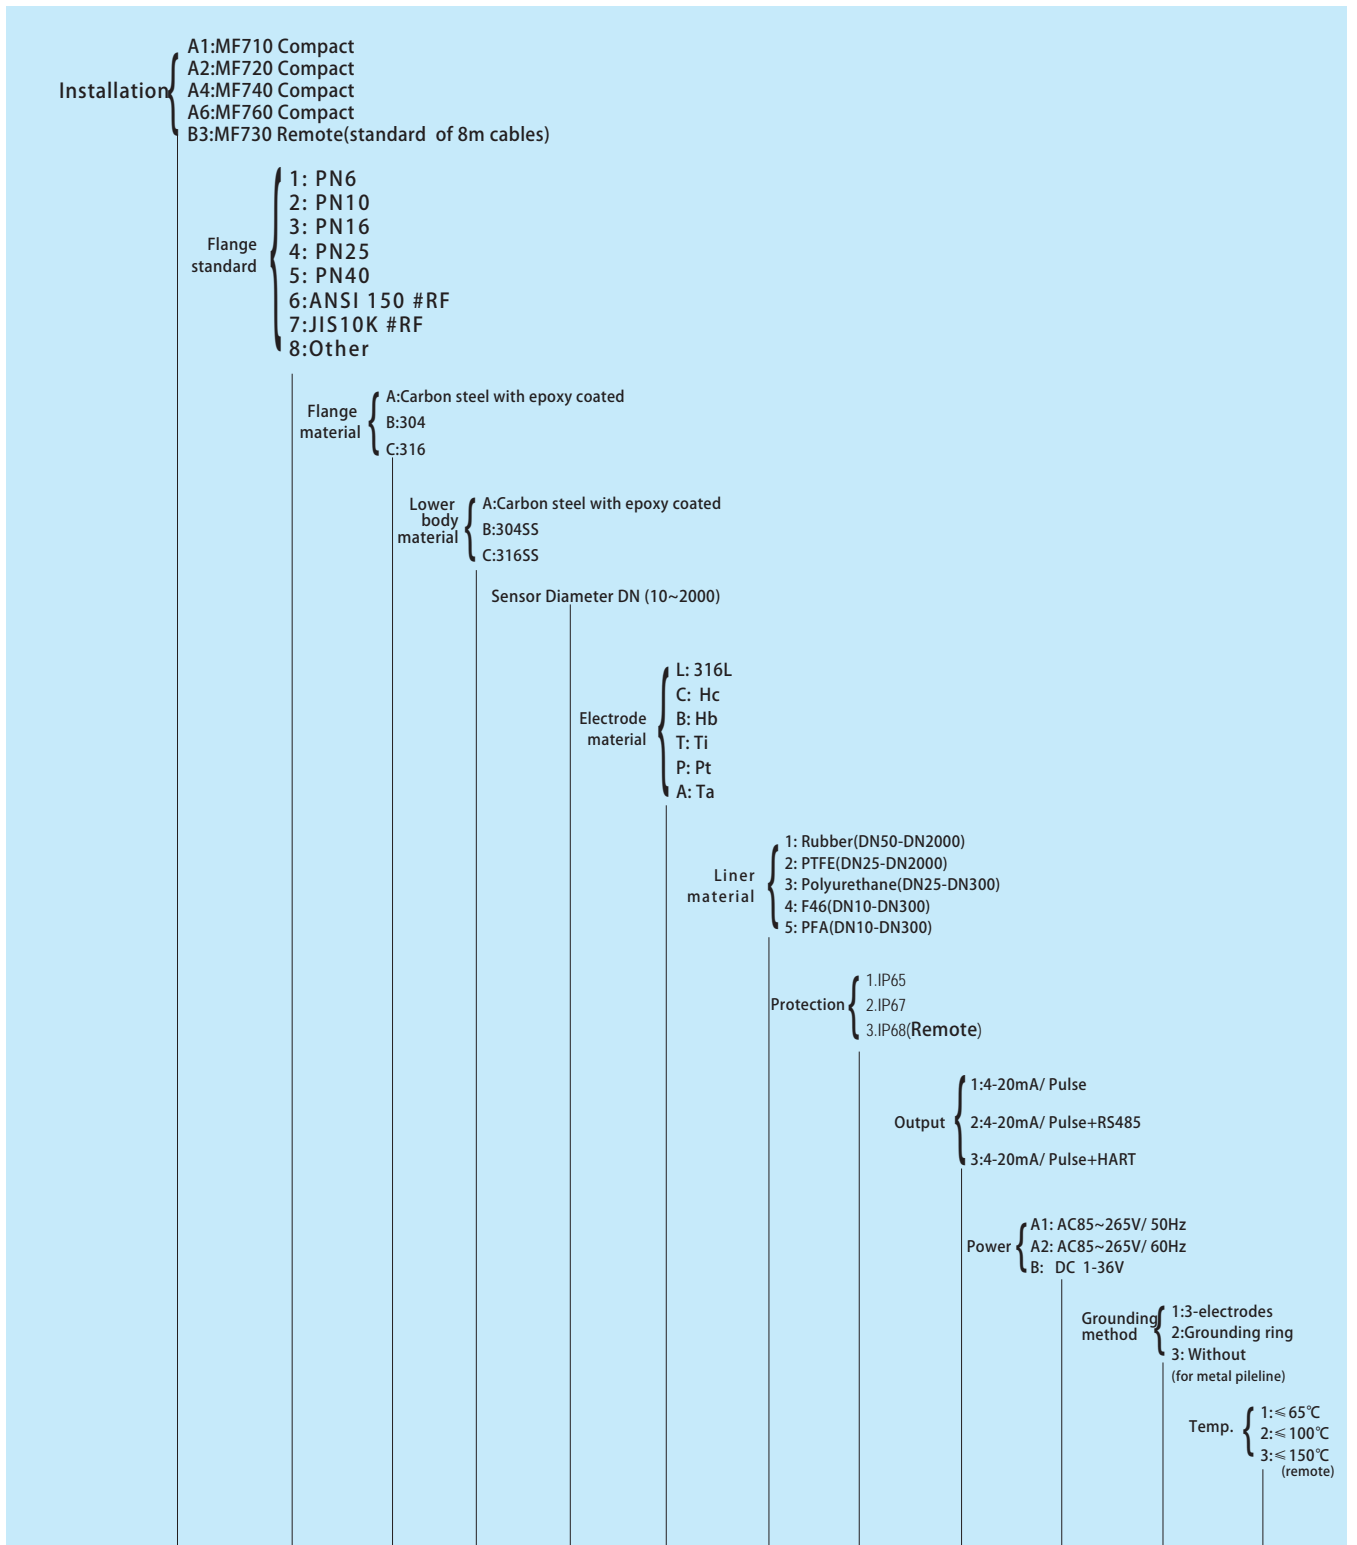 Installation
A1:MF710 Compact
A2:MF720 Compact
A4:MF740 Compact
A6:MF760 Compact
B3:MF730 Remote(standard of 8m cables)
Flange
standard
1: PN6
2: PN10
3: PN16
4: PN25
5: PN40
6:ANSI 150 #RF
7:JIS10K #RF
8:Other
Flange
material
A:Carbon steel with epoxy coated
B:304
C:316
Lower
body
material
A:Carbon steel with epoxy coated
B:304SS
C:316SS
Sensor Diameter DN (10~2000)
Electrode
material
L: 316L
C: Hc
B: Hb
T: Ti
P: Pt
A: Ta
Liner
material
1: Rubber(DN50-DN2000)
2: PTFE(DN25-DN2000)
3: Polyurethane(DN25-DN300)
4: F46(DN10-DN300)
5: PFA(DN10-DN300)
Protection
1.IP65
2.IP67
3.IP68(Remote)
Output
1:4-20mA/ Pulse
2:4-20mA/ Pulse+RS485
3:4-20mA/ Pulse+HART
Power
A1: AC85~265V/ 50Hz
A2: AC85~265V/ 60Hz
B: DC 1-36V
Grounding
method
1:3-electrodes
2:Grounding ring
3: Without
(for metal pileline)
Temp.
1:≤65℃
2:≤100℃
3:≤150℃
(remote)